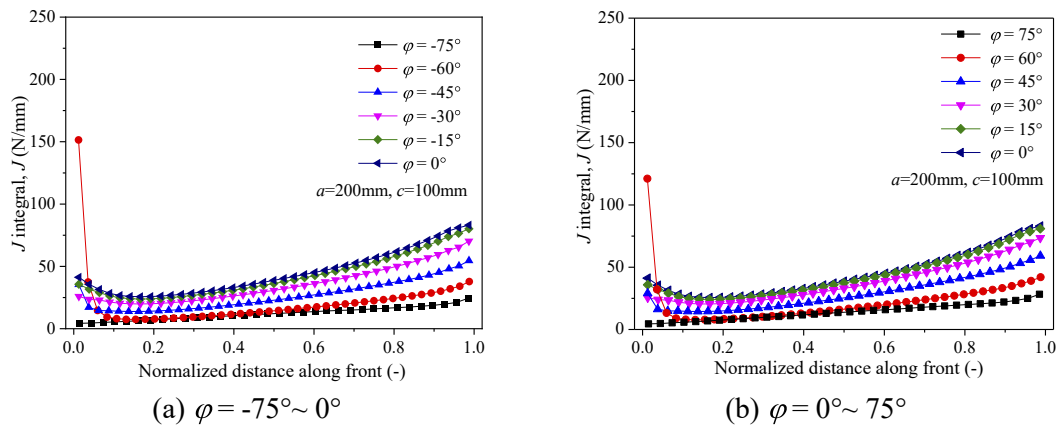 250
200
150
100
50
0
J integral, J (N/mm)
φ = -75°
φ = -60°
φ = -45°
φ = -30°
φ = -15°
φ = 0°
a=200mm, c=100mm
0.0 0.2 0.4 0.6 0.8 1.0
Normalized distance along front (-)
(a) φ = -75°~ 0°
250
200
150
100
50
0
J integral, J (N/mm)
φ = 75°
φ = 60°
φ = 45°
φ = 30°
φ = 15°
φ = 0°
a=200mm, c=100mm
0.0 0.2 0.4 0.6 0.8 1.0
Normalized distance along front (-)
(b) φ = 0°~ 75°